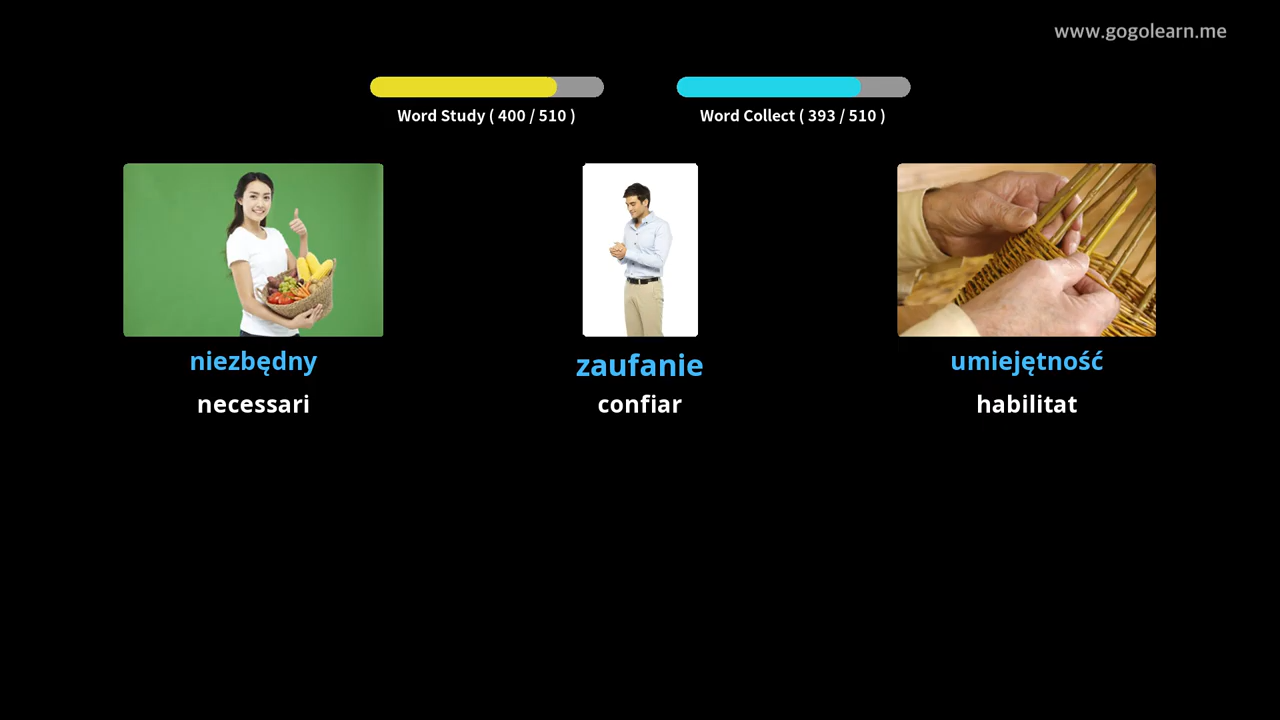 www.gogolearn.me
Word Study ( 400 / 510 )
Word Collect ( 393 / 510 )
niezbędny
necessari
zaufanie
confiar
umiejętność
habilitat